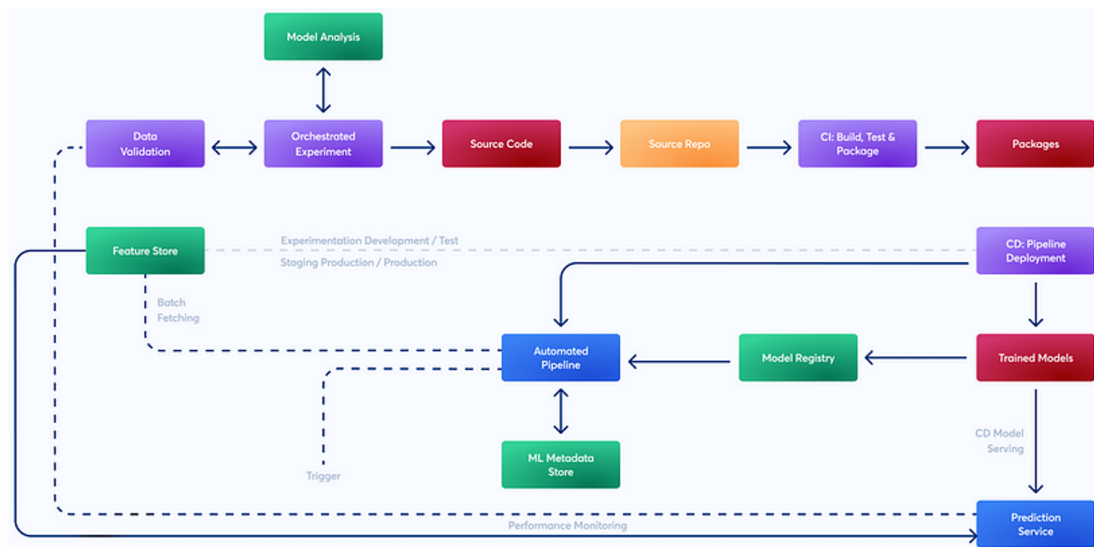 Model Analysis
Data
Validation
Orchestrated
Experiment
Source Code
Source Repo
CI: Build, Test &
Package
Packages
Feature Store
Experimentation Development / Test
Staging Production / Production
CD: Pipeline
Deployment
Batch
Fetching
Automated
Pipeline
Model Registry
Trained Models
CD Model
Serving
ML Metadata
Store
Trigger
Performance Monitoring
Prediction
Service